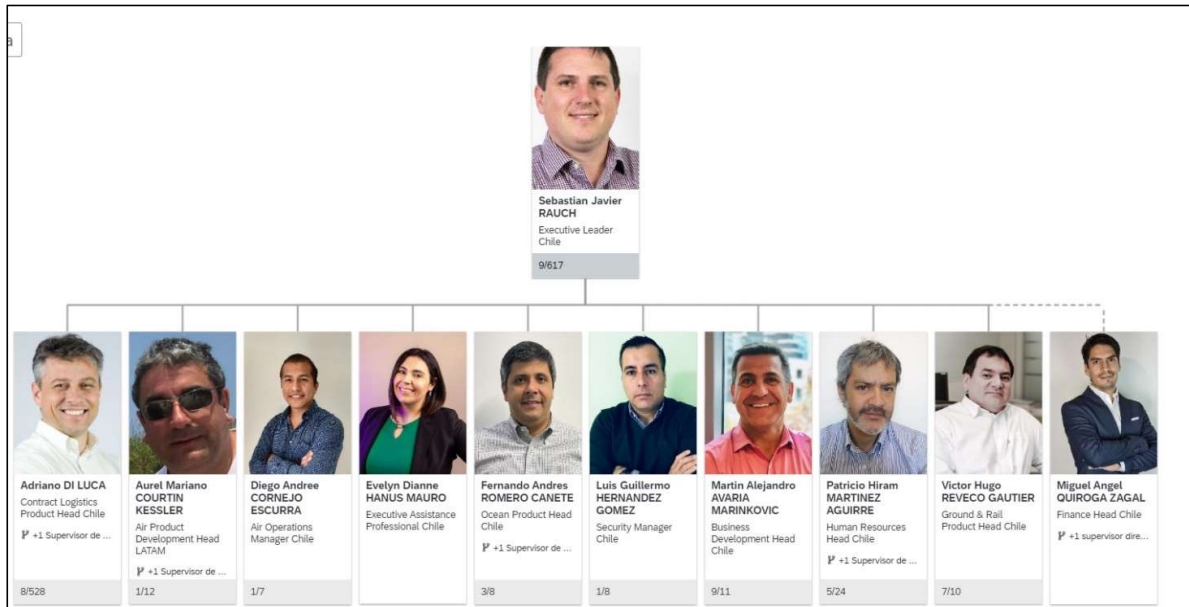 a
Sebastian Javier
RAUCH
Executive Leader
Chile
9/617
Adriano DI LUCA
Contract Logistics
Product Head Chile
+1 Supervisor de ...
8/528
Aurel Mariano
COURTIN
KESSLER
Air Product
Development Head
LATAM
+1 Supervisor de ...
1/12
Diego Andree
CORNEJO
ESCURRA
Air Operations
Manager Chile
1/7
Evelyn Dianne
HANUS MAURO
Executive Assistance
Professional Chile
Fernando Andres
ROMERO CANETE
Ocean Product Head
Chile
+1 Supervisor de ...
3/8
Luis Guillermo
HERNANDEZ
GOMEZ
Security Manager
Chile
1/8
Martin Alejandro
AVARIA
MARINKOVIC
Business
Development Head
Chile
9/11
Patricio Hiram
MARTINEZ
AGUIRRE
Human Resources
Head Chile
+1 Supervisor de ...
5/24
Victor Hugo
REVECO GAUTIER
Ground & Rail
Product Head Chile
7/10
Miguel Angel
QUIROGA ZAGAL
Finance Head Chile
+1 supervisor dire...